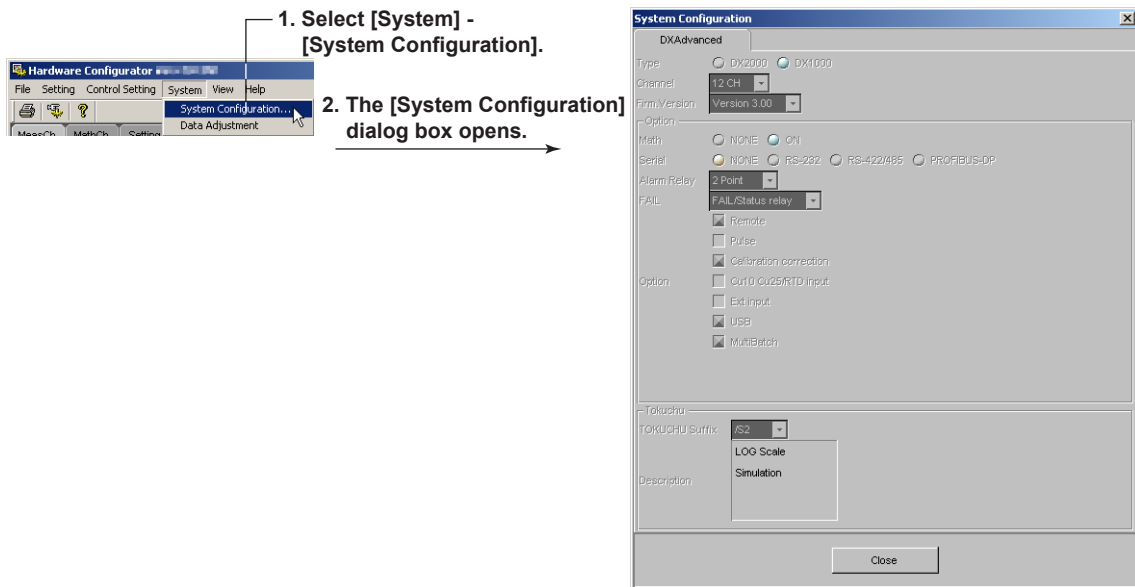 1. Select [System] -
[System Configuration].
Hardware Configurator
File Setting Control Setting System View Help
System Configuration...
Data Adjustment
MeasCh MathCh Setting
2. The [System Configuration]
dialog box opens.
System Configuration
DXAdvanced
Type DX2000 DX1000
Channel 12 CH
Firm Version Version 3.00
Option
Math NONE ON
Serial NONE RS-232 RS-422/485 PROFIBUS-DP
Alarm Relay 2 Point
FAIL FAIL/Status relay
Remote
Pulse
Calibration correction
Option Cu10 Cu25/RTD input
Ext input
USB
MultiBatch
Tokuchu
TOKUCHU Suffix /S2
LOG Scale
Simulation
Description
Close